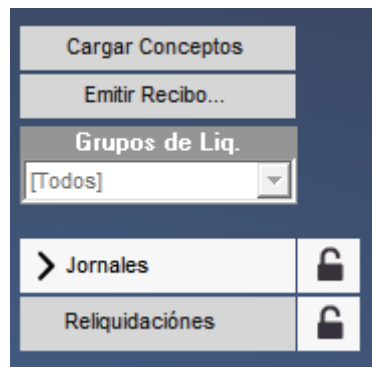 Cargar Conceptos
Emitir Recibo...
Grupos de Liq.
[Todos]
Jornales
Reliquidaciónes